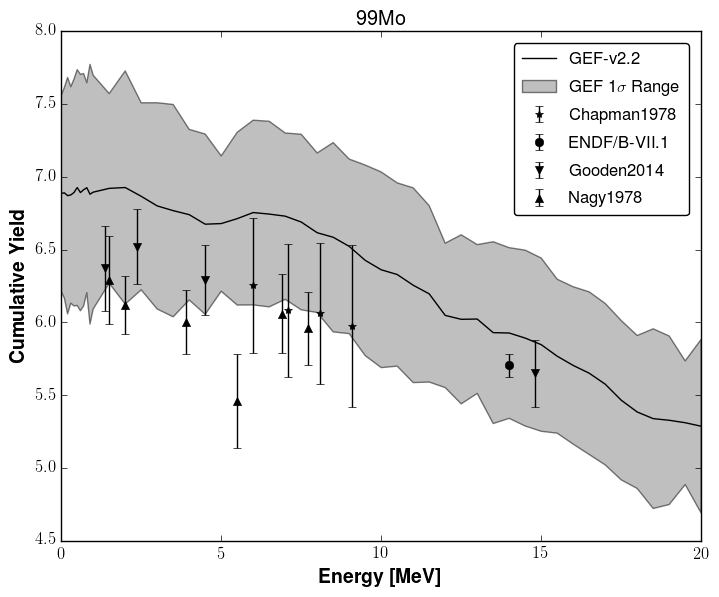 99Mo
8.0
7.5
7.0
6.5
6.0
5.5
5.0
4.5
Cumulative Yield
GEF-v2.2
GEF 1σ Range
Chapman1978
ENDF/B-VII.1
Gooden2014
Nagy1978
0 5 10 15 20
Energy [MeV]